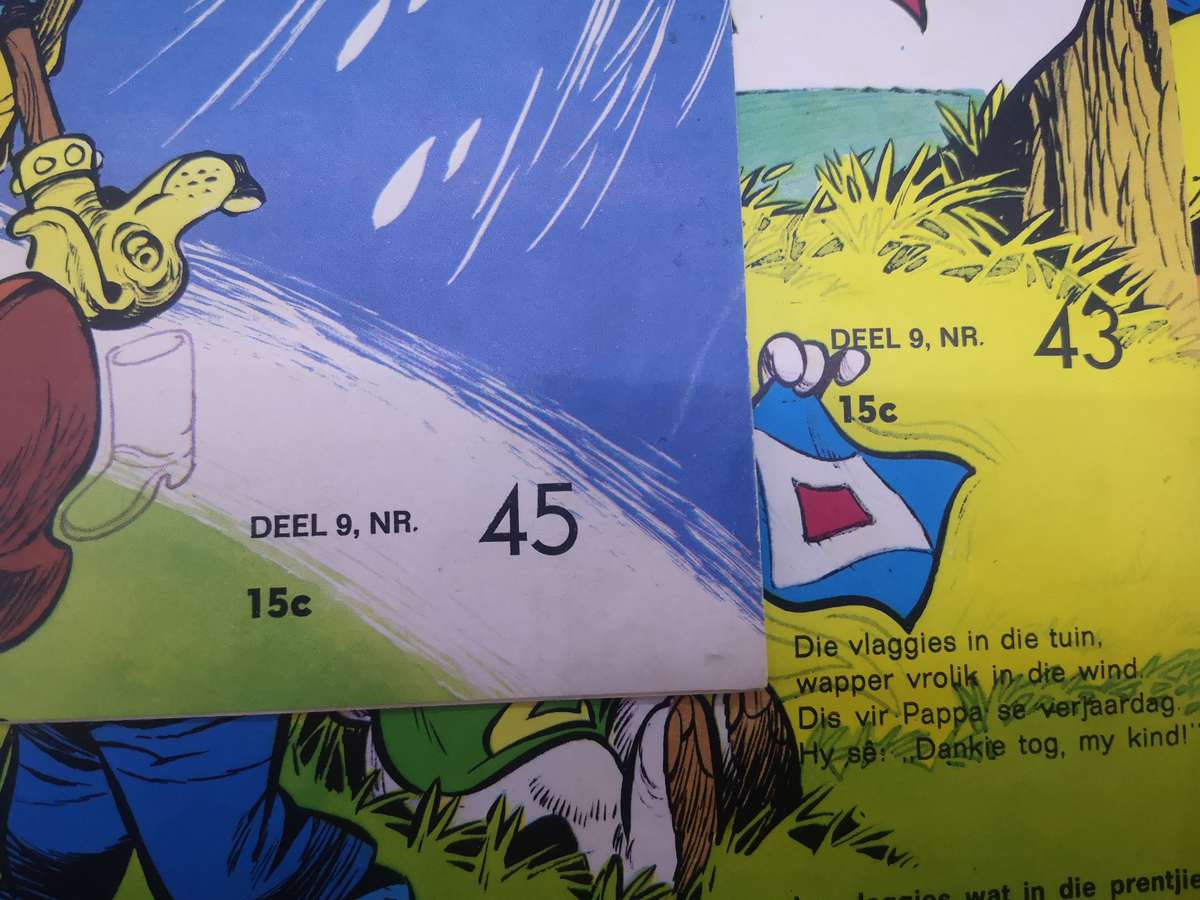 DEEL 9, NR. 45
15c
DEEL 9, NR. 43
15c
Die vlaggies in die tuin,
wapper vrolik in die wind.
Dis vir Pappa se verjaardag.
Hy sê: „Dankie tog, my kind!"
vlaggies wat in die prentjie